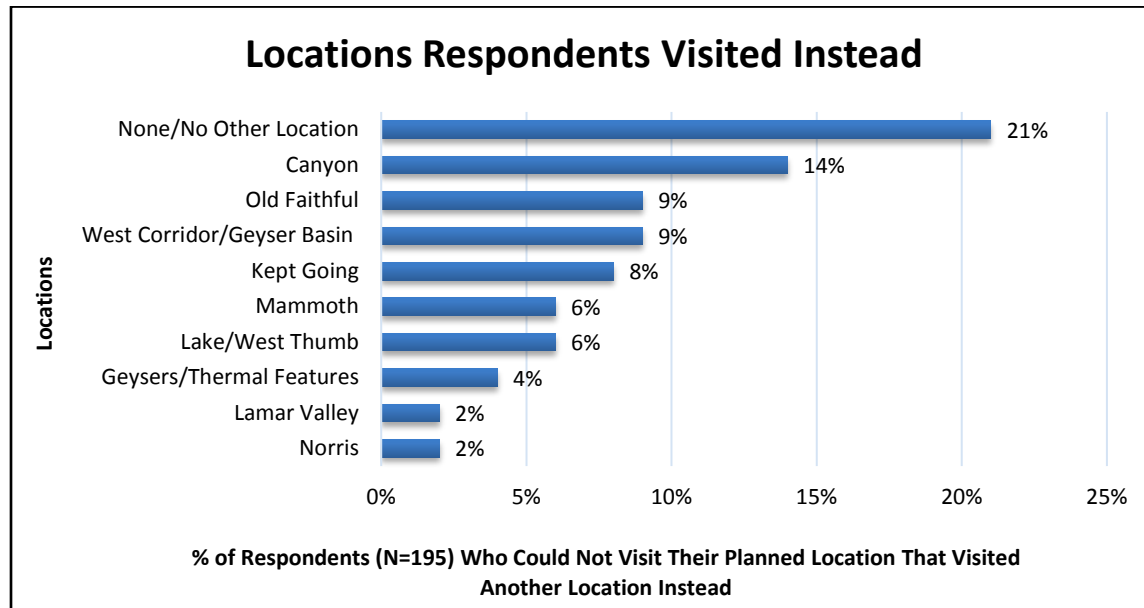 Locations Respondents Visited Instead
Locations
None/No Other Location 21%
Canyon 14%
Old Faithful 9%
West Corridor/Geyser Basin 9%
Kept Going 8%
Mammoth 6%
Lake/West Thumb 6%
Geysers/Thermal Features 4%
Lamar Valley 2%
Norris 2%
0% 5% 10% 15% 20% 25%
% of Respondents (N=195) Who Could Not Visit Their Planned Location That Visited
Another Location Instead